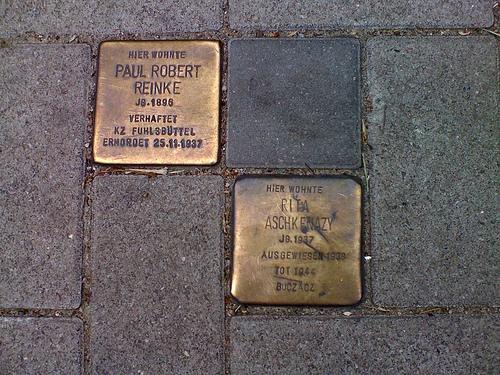 HIER WOHNTE
PAUL ROBERT
REINKE
JG. 1896
VERHAFTET
KZ FUHLSBÜTTEL
ERMORDET 25.11.1937
HIER WOHNTE
RITA
ASCHKENAZY
JG. 1937
AUSGEWIESEN 1938
TOT 1944
BUCZACZ